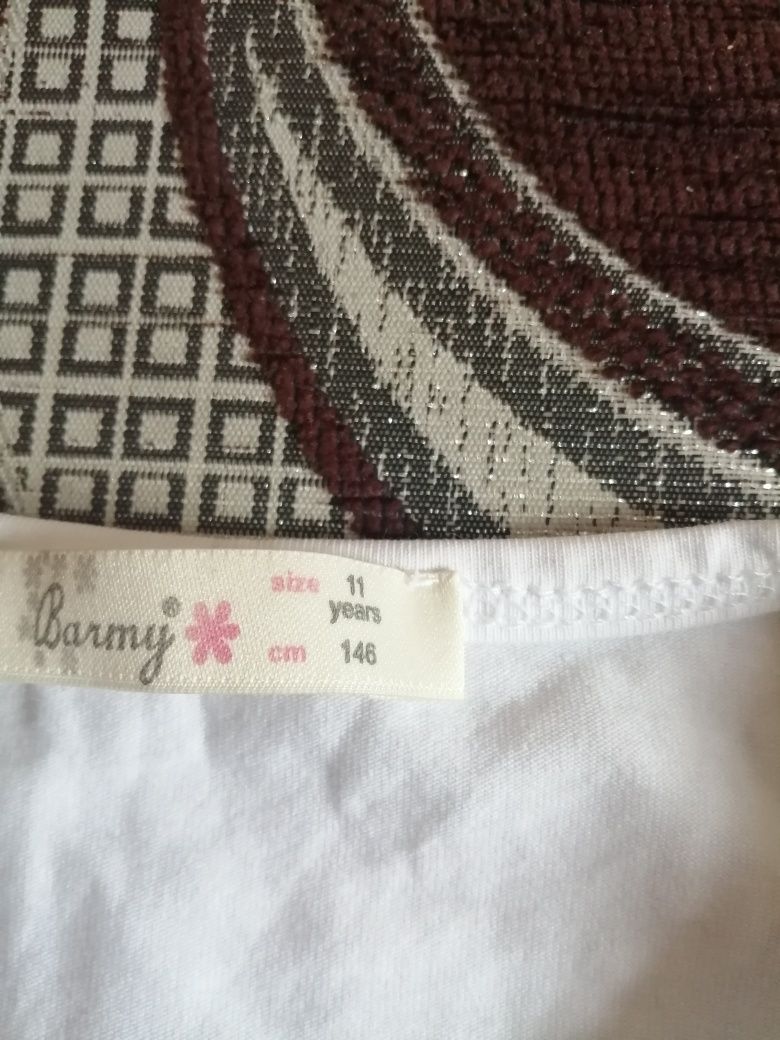 Barmy®
size 11
years
cm 146